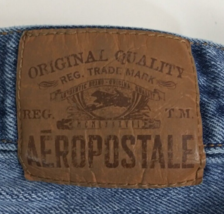 ORIGINAL QUALITY
REG. TRADE MARK
REG. T.M.
AÉROPOSTALE